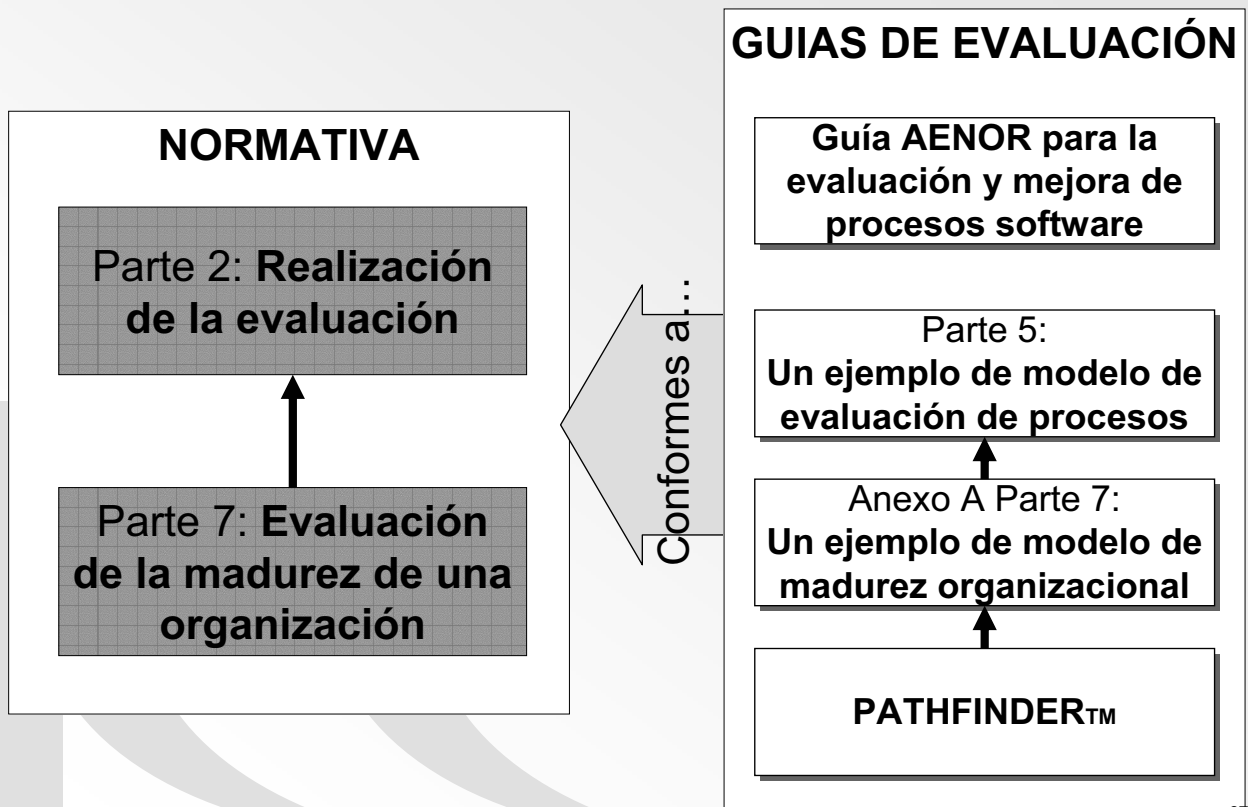 NORMATIVA
Parte 2: Realización
de la evaluación
Parte 7: Evaluación
de la madurez de una
organización
Conformes a...
GUIAS DE EVALUACIÓN
Guía AENOR para la
evaluación y mejora de
procesos software
Parte 5:
Un ejemplo de modelo de
evaluación de procesos
Anexo A Parte 7:
Un ejemplo de modelo de
madurez organizacional
PATHFINDER™